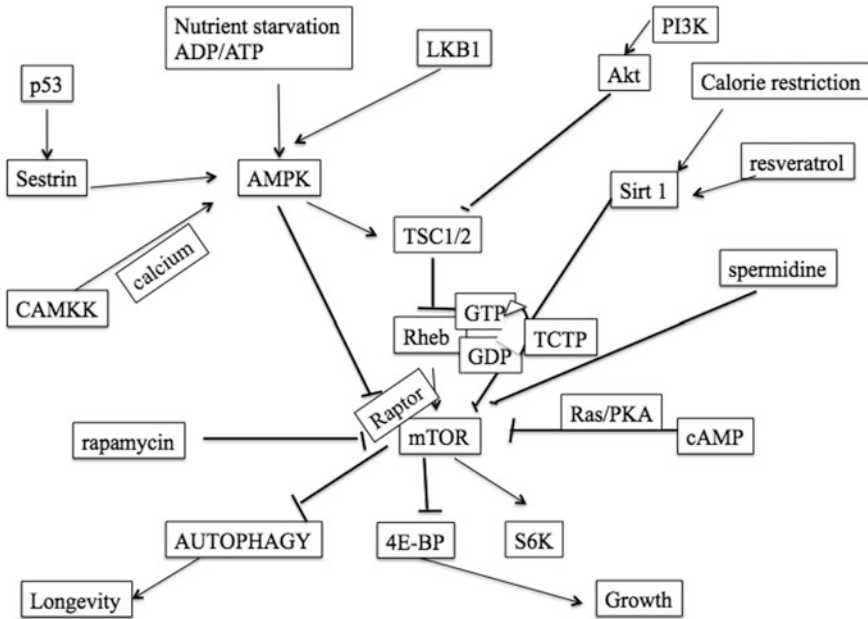 Nutrient starvation
ADP/ATP
LKB1
PI3K
Akt
Calorie restriction
p53
resveratrol
Sestrin
AMPK
Sirt 1
TSC1/2
calcium
spermidine
CAMKK
GTP
Rheb
TCTP
GDP
Raptor
Ras/PKA
rapamycin
mTOR
cAMP
AUTOPHAGY
4E-BP
S6K
Longevity
Growth